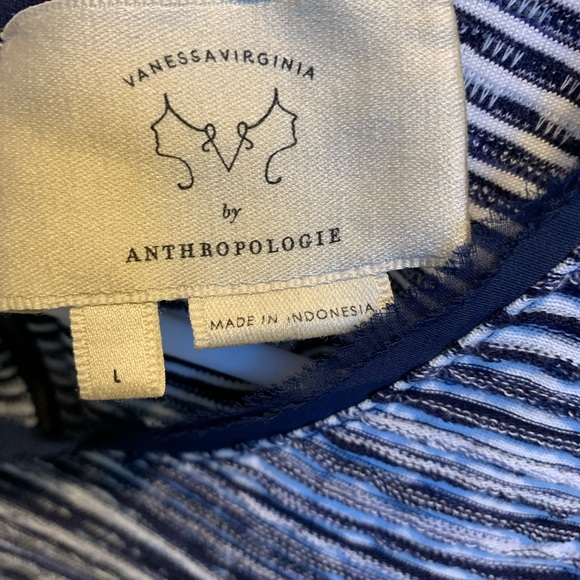 VANESSAVIRGINIA
by
ANTHROPOLOGIE
MADE IN INDONESIA
L